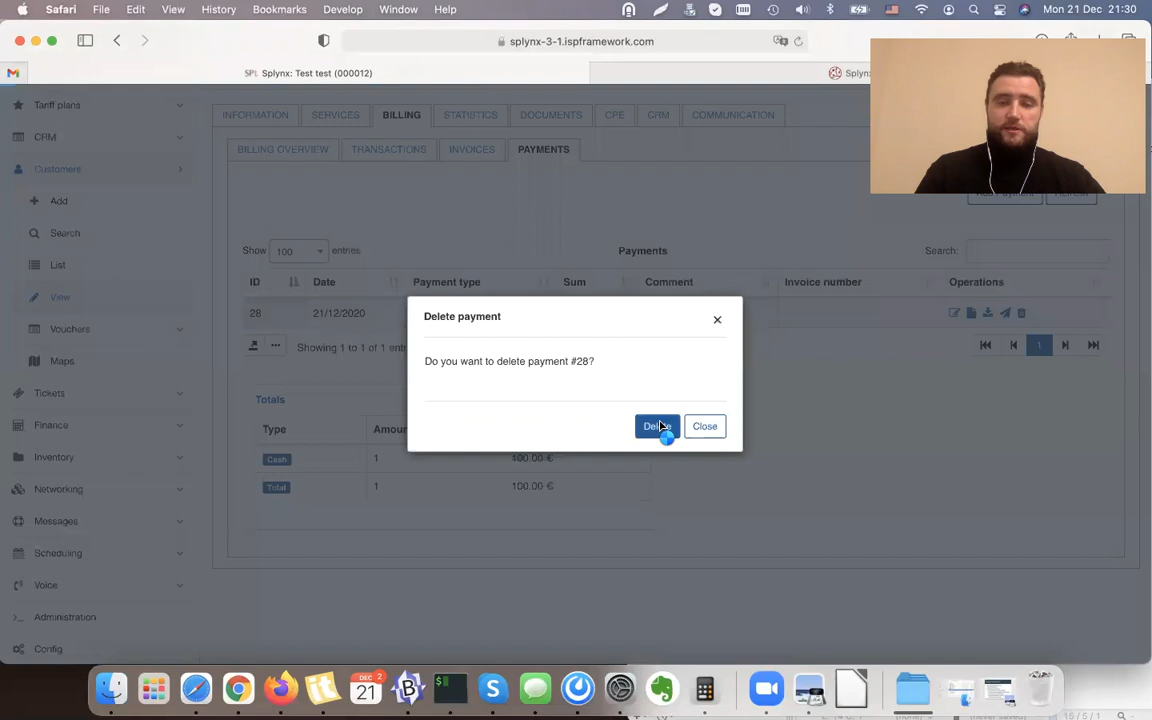 Safari File Edit View History Bookmarks Develop Window Help Mon 21 Dec 21:30
splynx-3-1.ispframework.com
SPL Splynx: Test test (000012)
Splyn
Tariff plans
CRM
Customers
Add
Search
List
View
Vouchers
Maps
Tickets
Finance
Inventory
Networking
Messages
Scheduling
Voice
Administration
Config
INFORMATION SERVICES BILLING STATISTICS DOCUMENTS CPE CRM COMMUNICATION
BILLING OVERVIEW TRANSACTIONS INVOICES PAYMENTS
Show 100 entries Payments Search:
ID Date Payment type Sum Comment Invoice number Operations
28 21/12/2020
Showing 1 to 1 of 1 entr
1
Totals
Type Amour
Cash 1 100.00 €
Total 1 100.00 €
Delete payment
Do you want to delete payment #28?
Delete Close
DEC 2
21